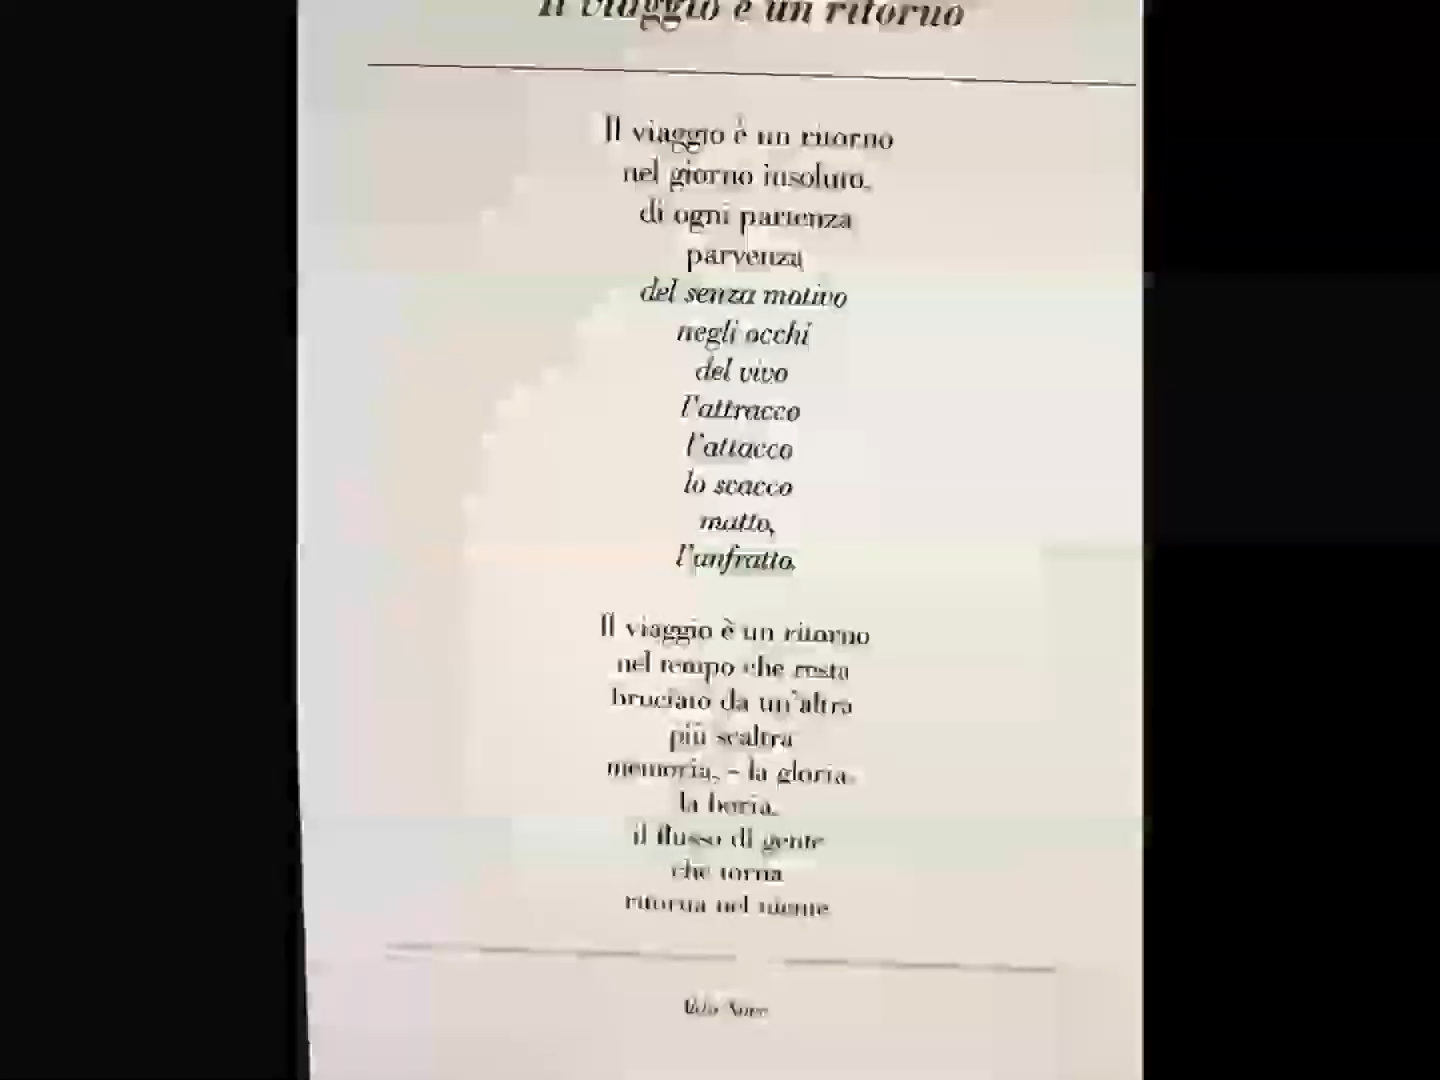 Il viaggio è un ritorno
Il viaggio è un ritorno
nel giorno insoluto,
di ogni partenza
parvenza
del senza motivo
negli occhi
del vivo
l'attracco
l'attacco
lo scacco
matto,
l'anfratto.
Il viaggio è un ritorno
nel tempo che resta
bruciato da un'altra
più scaltra
memoria, – la gloria,
la boria,
il flusso di gente
che torna
ritorna nel niente